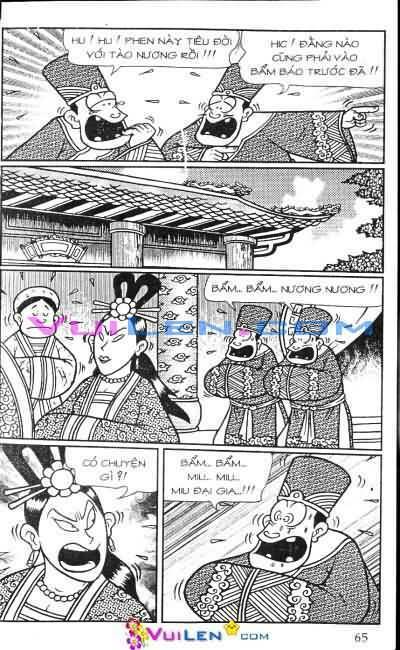 HU! HU! PHEN NÀY TIÊU ĐỜI
VỚI TÀO NƯƠNG RỒI!!!
HIC! ĐẰNG NÀO
CŨNG PHẢI VÀO
BẨM BÁO TRƯỚC ĐÃ!!
BẨM.. BẨM.. NƯƠNG NƯƠNG!!
VUILEN.COM
CÓ CHUYỆN
GÌ?!
BẨM... BẨM..
MIU.. MIU..
MIU ĐẠI GIA..!!!
65
VUILEN.COM